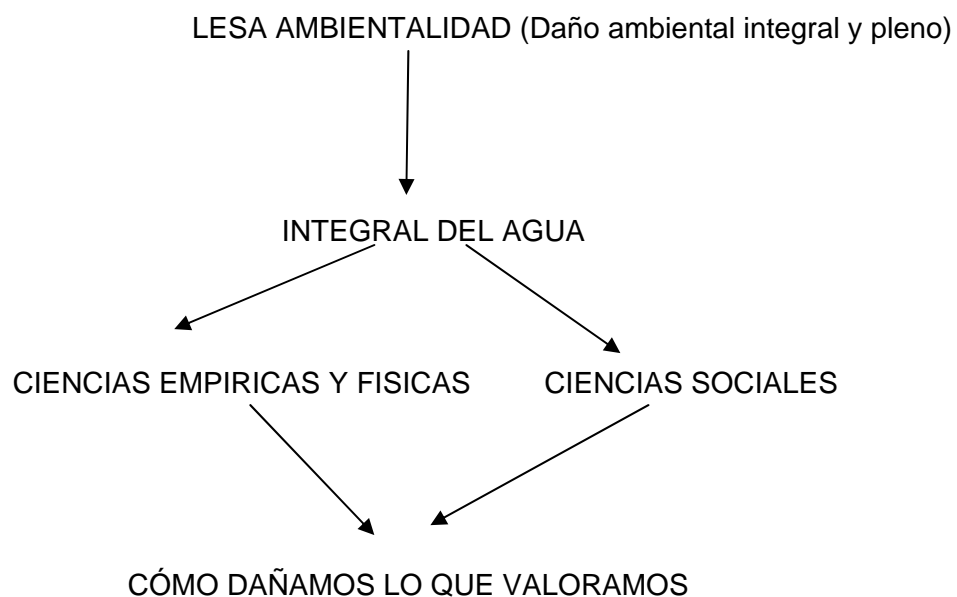 LESA AMBIENTALIDAD (Daño ambiental integral y pleno)
INTEGRAL DEL AGUA
CIENCIAS EMPIRICAS Y FISICAS CIENCIAS SOCIALES
CÓMO DAÑAMOS LO QUE VALORAMOS